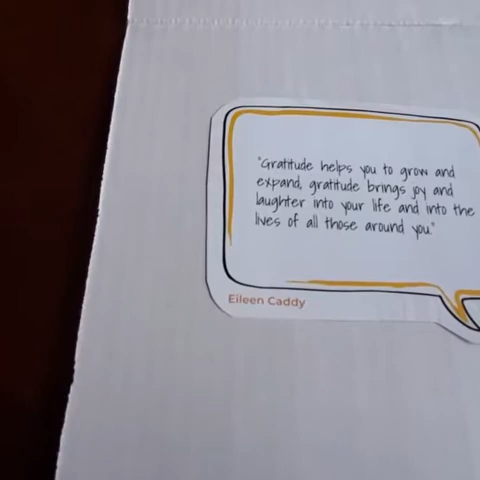 "Gratitude helps you to grow and
expand, gratitude brings joy and
laughter into your life and into the
lives of all those around you."
Eileen Caddy